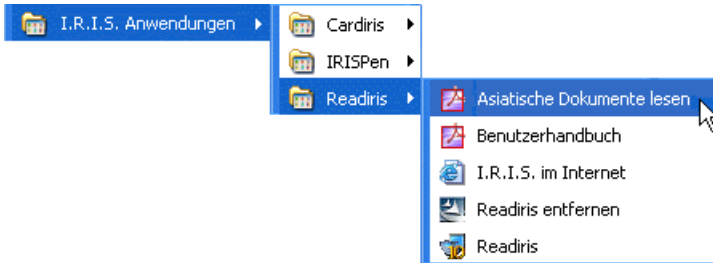 I.R.I.S. Anwendungen
Cardiris
IRISPen
Readiris
Asiatische Dokumente lesen
Benutzerhandbuch
I.R.I.S. im Internet
Readiris entfernen
Readiris